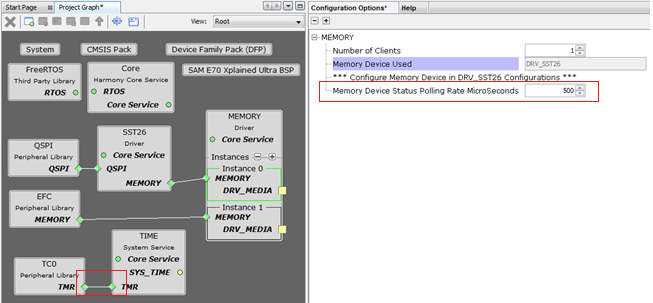 Start Page
Project Graph*
View:
Root
System
CMSIS Pack
Device Family Pack (DFP)
FreeRTOS
Third Party Library
RTOS
Core
Harmony Core Service
RTOS
Core Service
SAM E70 Xplained Ultra BSP
MEMORY
Driver
Core Service
Instances
Instance 0
MEMORY
DRV_MEDIA
Instance 1
MEMORY
DRV_MEDIA
SST26
Driver
Core Service
QSPI
MEMORY
QSPI
Peripheral Library
QSPI
EFC
Peripheral Library
MEMORY
TIME
System Service
Core Service
SYS_TIME
TMR
TC0
Peripheral Library
TMR
Configuration Options*
Help
MEMORY
Number of Clients
1
Memory Device Used
DRV_SST26
*** Configure Memory Device in DRV_SST26 Configurations ***
Memory Device Status Polling Rate MicroSeconds
500